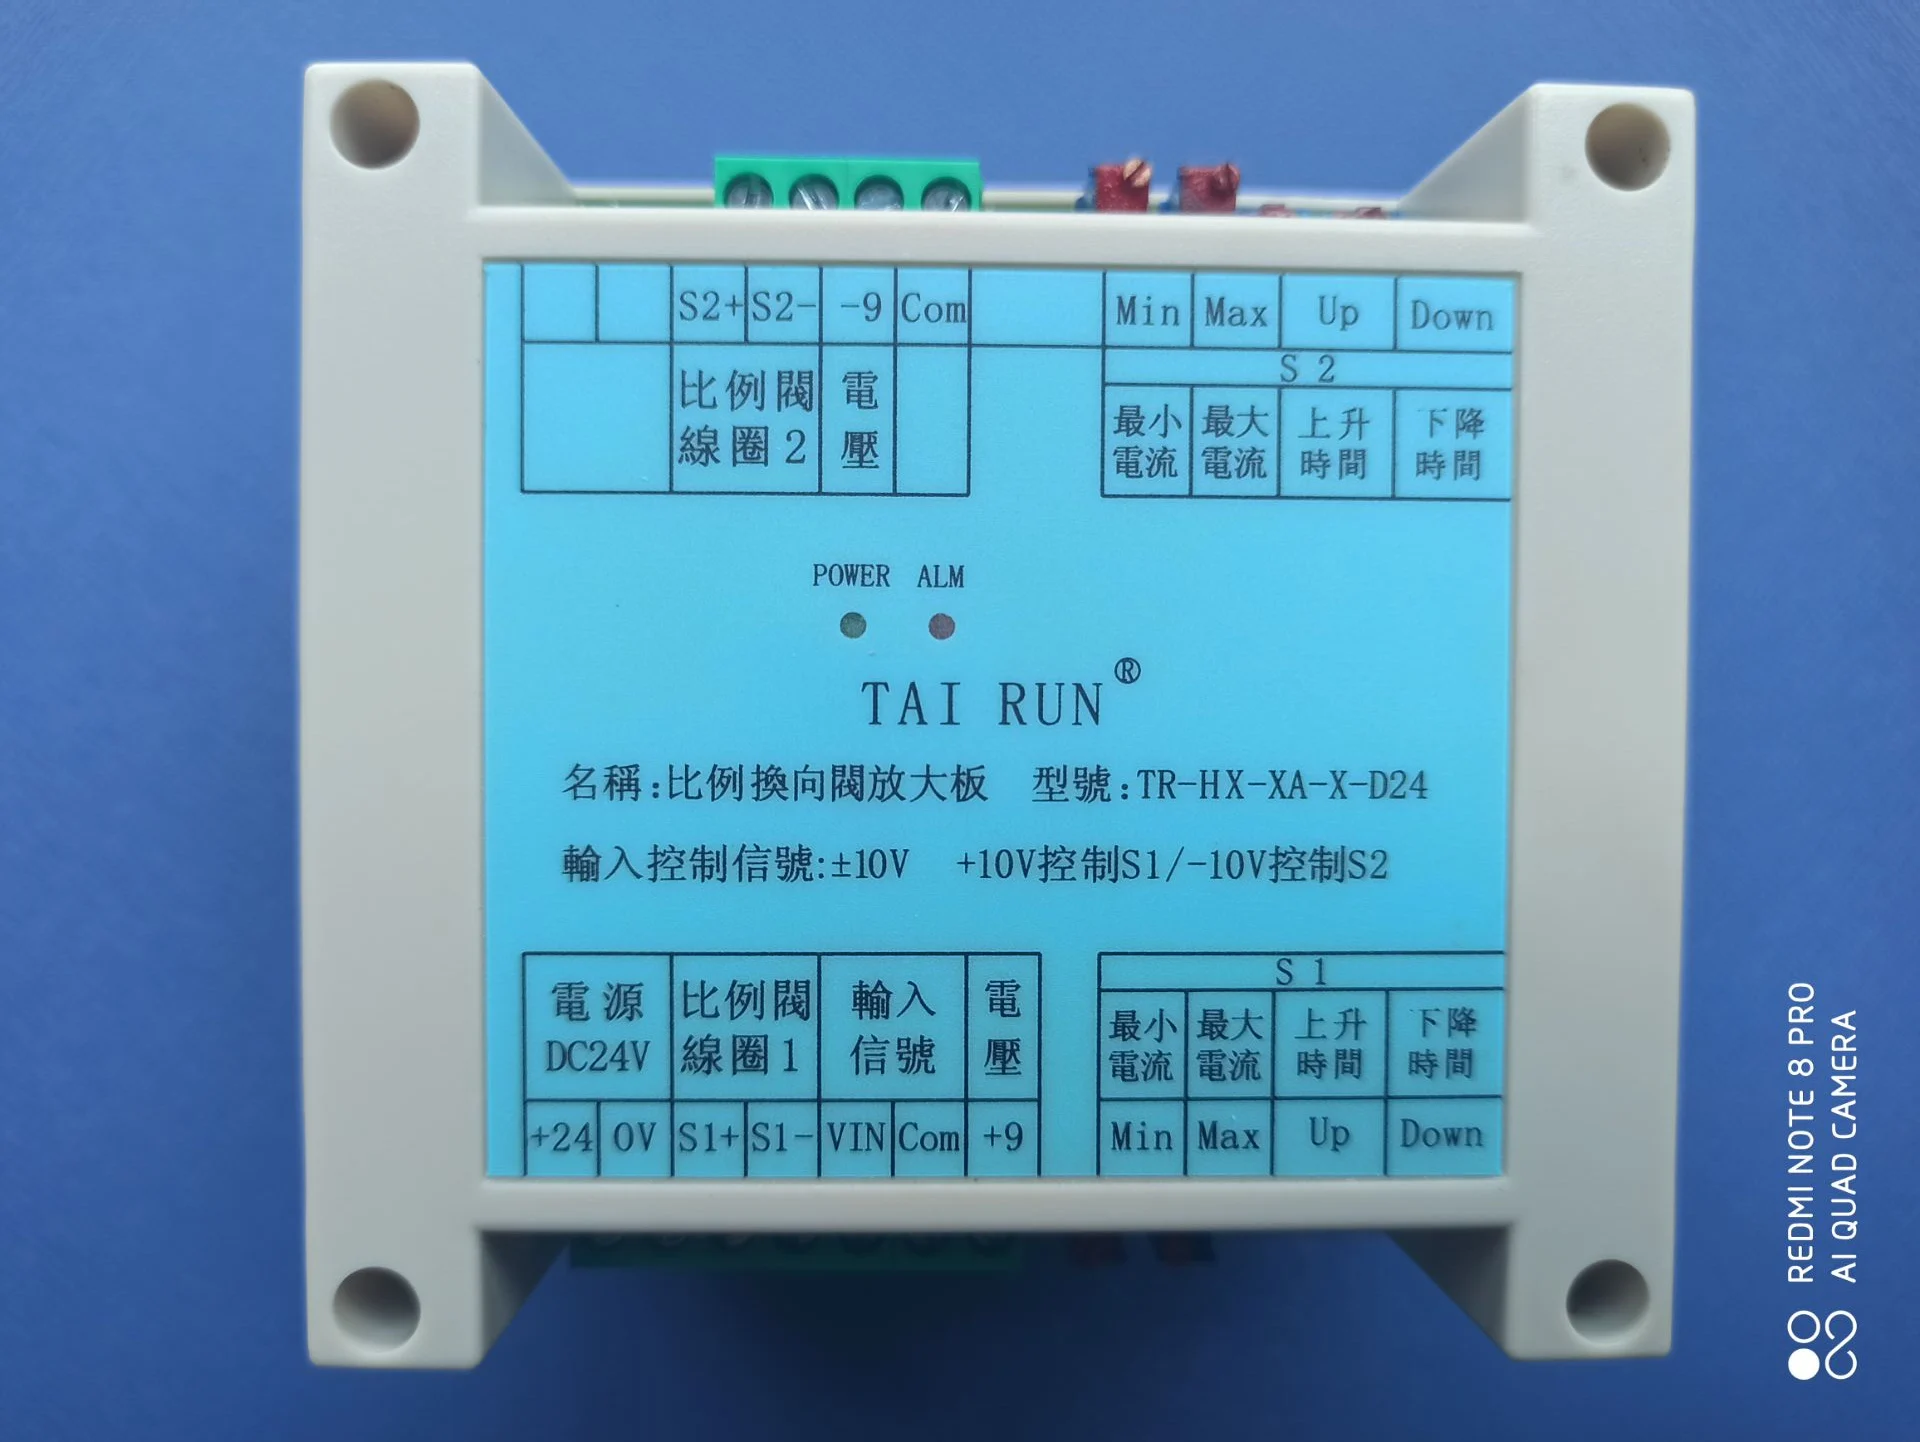 S2+ S2- -9 Com Min Max Up Down
S 2
比例閥 電 最小 最大 上升 下降
線圈2 壓 電流 電流 時間 時間
POWER ALM
TAI RUN®
名稱:比例換向閥放大板 型號:TR-HX-XA-X-D24
輸入控制信號:±10V +10V控制S1/-10V控制S2
S 1
電源 比例閥 輸入 電 最小 最大 上升 下降
DC24V 線圈1 信號 壓 電流 電流 時間 時間
+24 0V S1+ S1- VIN Com +9 Min Max Up Down
REDMI NOTE 8 PRO
AI QUAD CAMERA